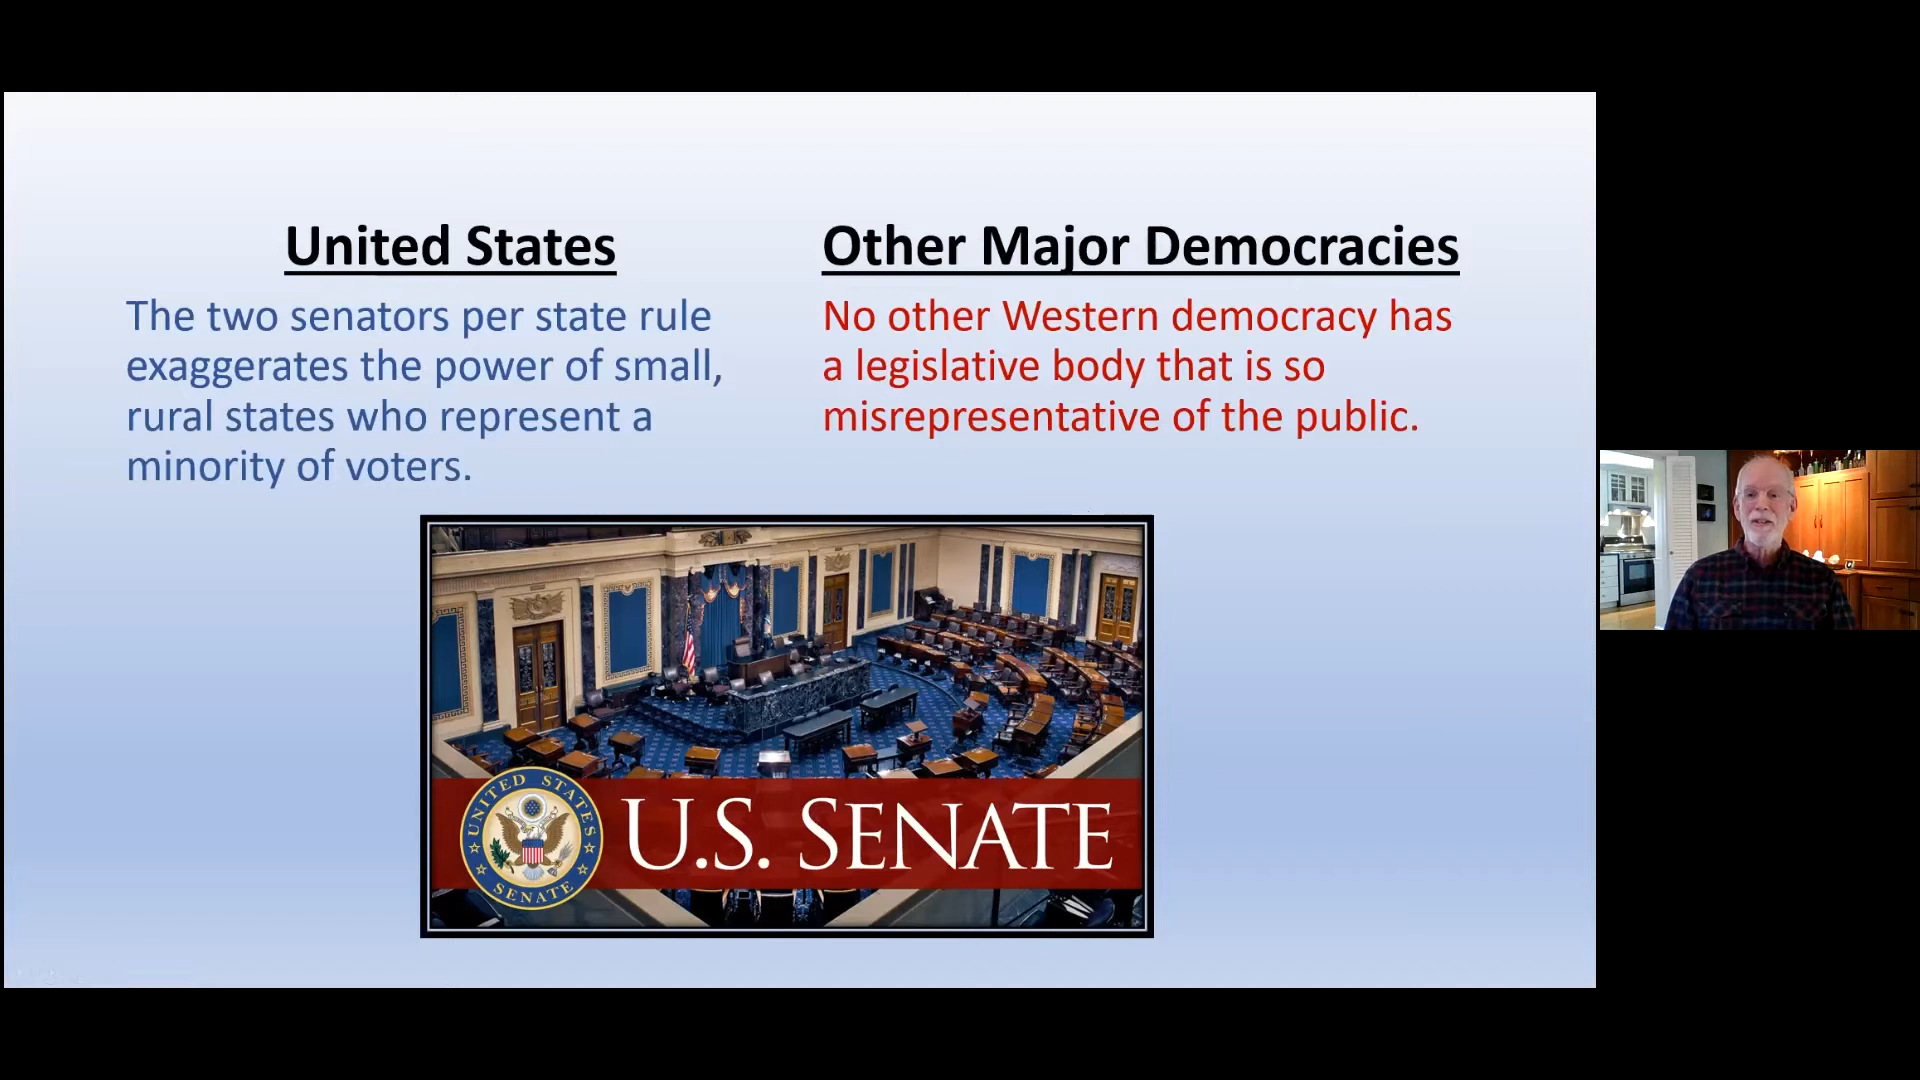 United States
The two senators per state rule
exaggerates the power of small,
rural states who represent a
minority of voters.
Other Major Democracies
No other Western democracy has
a legislative body that is so
misrepresentative of the public.
UNITED STATES
SENATE
U.S. SENATE